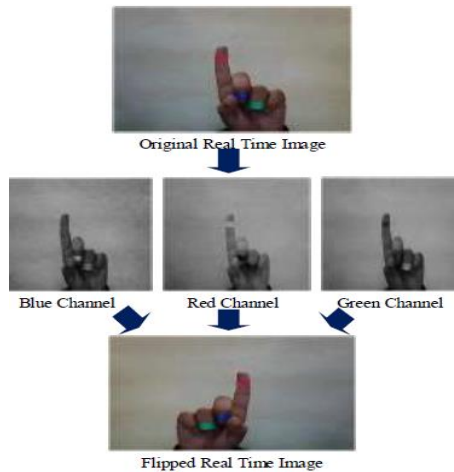 Original Real Time Image
Blue Channel
Red Channel
Green Channel
Flipped Real Time Image